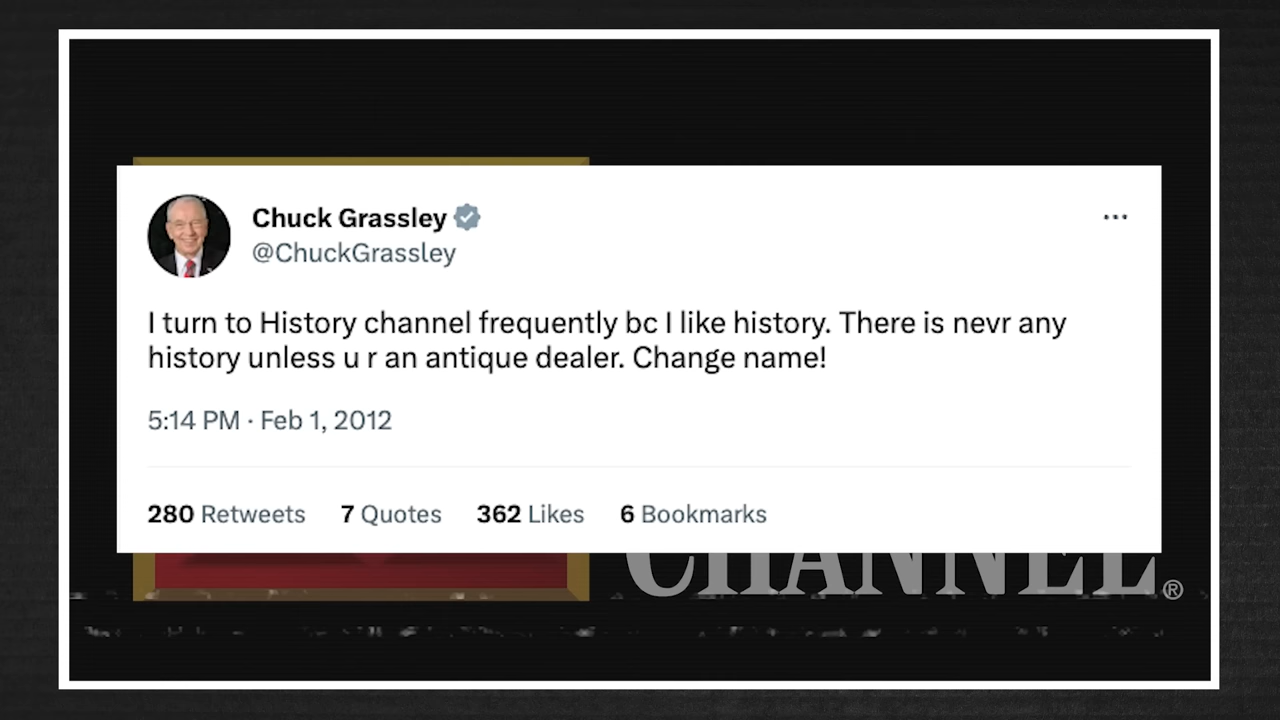 Chuck Grassley
@ChuckGrassley
I turn to History channel frequently bc I like history. There is nevr any
history unless u r an antique dealer. Change name!
5:14 PM · Feb 1, 2012
280 Retweets 7 Quotes 362 Likes 6 Bookmarks
CHANNEL®